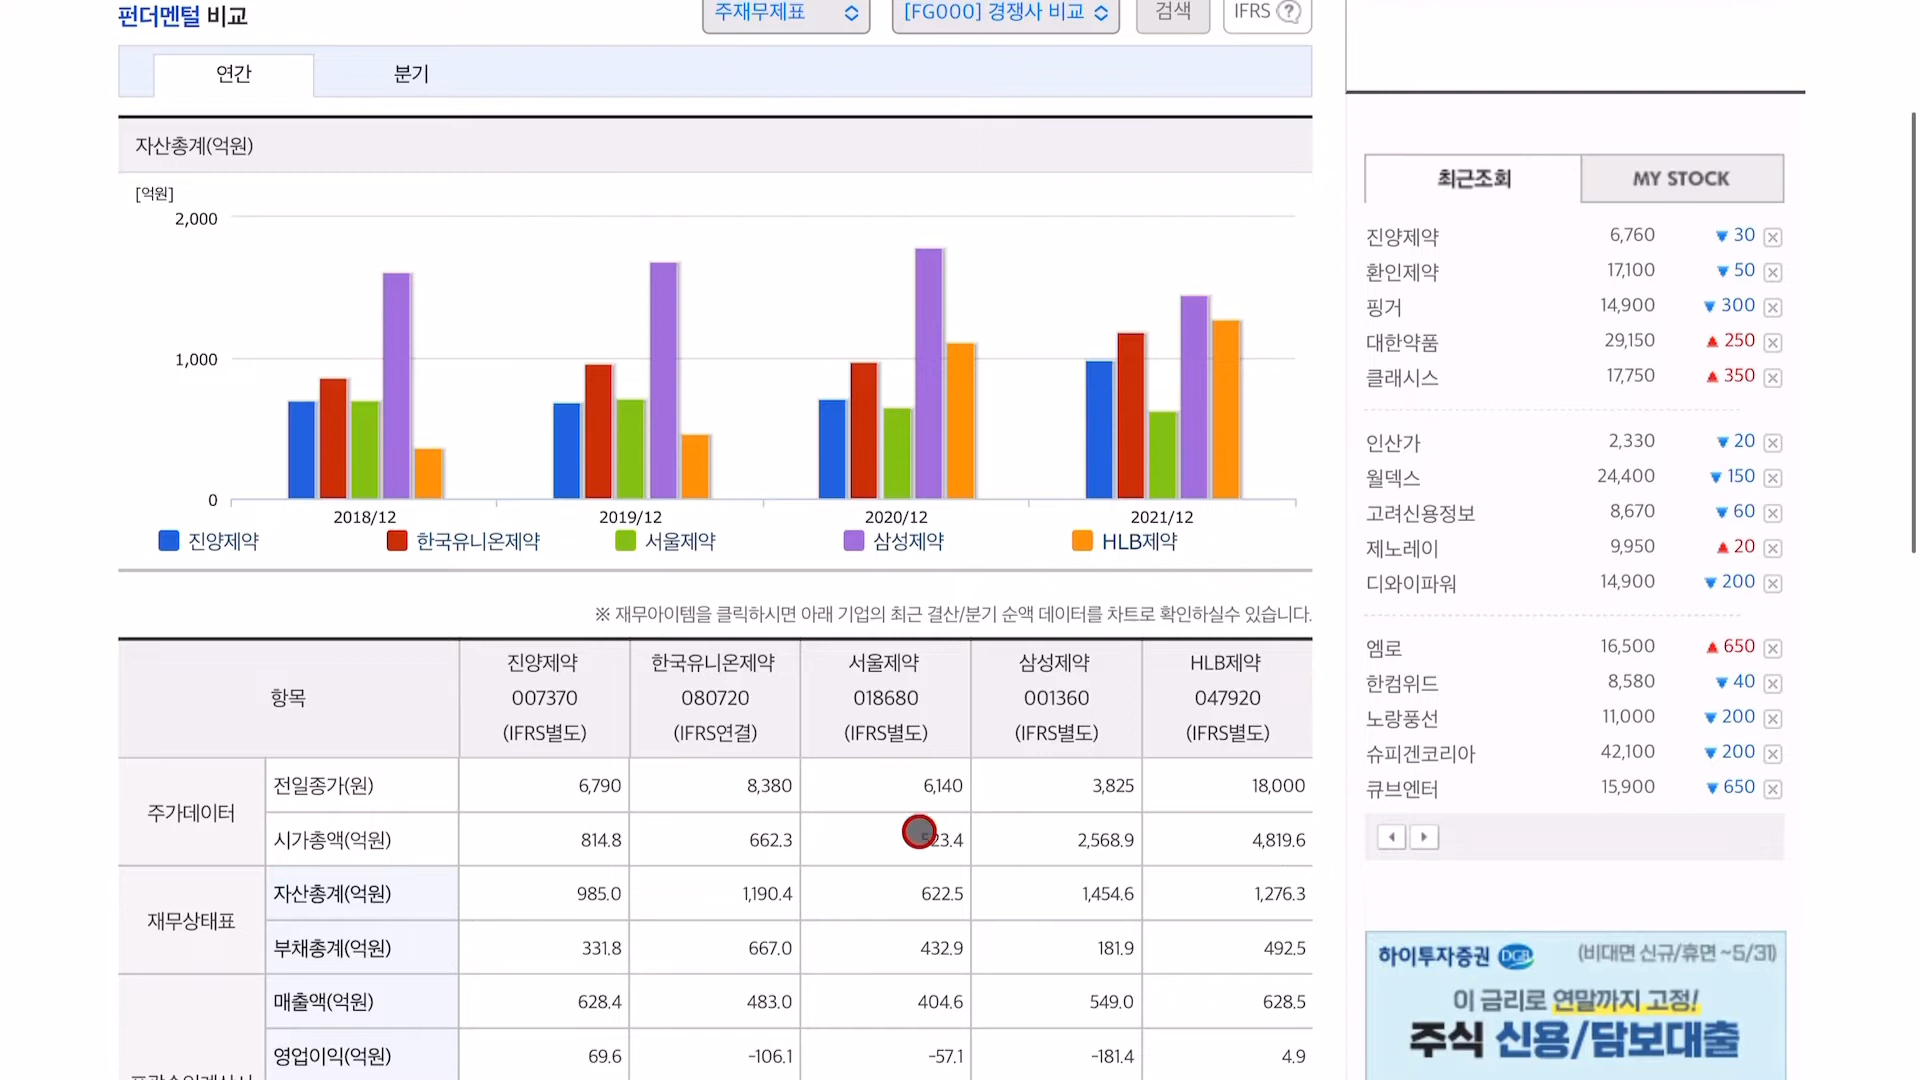 펀더멘털 비교
주재무제표
[FG000] 경쟁사 비교
검색
IFRS ?
연간
분기
자산총계(억원)
[억원]
2,000
1,000
0
2018/12
2019/12
2020/12
2021/12
진양제약
한국유니온제약
서울제약
삼성제약
HLB제약
※ 재무아이템을 클릭하시면 아래 기업의 최근 결산/분기 순액 데이터를 차트로 확인하실수 있습니다.
항목
진양제약
007370
(IFRS별도)
한국유니온제약
080720
(IFRS연결)
서울제약
018680
(IFRS별도)
삼성제약
001360
(IFRS별도)
HLB제약
047920
(IFRS별도)
주가데이터
전일종가(원) 6,790 8,380 6,140 3,825 18,000
시가총액(억원) 814.8 662.3 23.4 2,568.9 4,819.6
재무상태표
자산총계(억원) 985.0 1,190.4 622.5 1,454.6 1,276.3
부채총계(억원) 331.8 667.0 432.9 181.9 492.5
매출액(억원) 628.4 483.0 404.6 549.0 628.5
영업이익(억원) 69.6 -106.1 -57.1 -181.4 4.9
최근조회
MY STOCK
진양제약 6,760 ▼ 30
환인제약 17,100 ▼ 50
핑거 14,900 ▼ 300
대한약품 29,150 ▲ 250
클래시스 17,750 ▲ 350
인산가 2,330 ▼ 20
월덱스 24,400 ▼ 150
고려신용정보 8,670 ▼ 60
제노레이 9,950 ▲ 20
디와이파워 14,900 ▼ 200
엠로 16,500 ▲ 650
한컴위드 8,580 ▼ 40
노랑풍선 11,000 ▼ 200
슈피겐코리아 42,100 ▼ 200
큐브엔터 15,900 ▼ 650
하이투자증권 DGB (비대면 신규/휴면 ~5/31)
이 금리로 연말까지 고정!
주식 신용/담보대출